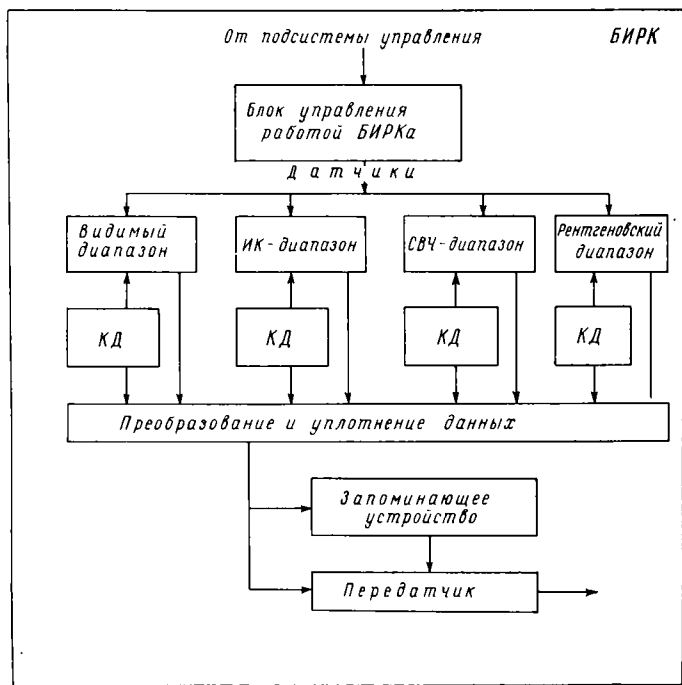 От подсистемы управления
БИРК
Блок управления
работой БИРКа
Датчики
Видимый
диапазон
ИК-диапазон
СВЧ-диапазон
Рентгеновский
диапазон
КД
КД
КД
КД
Преобразование и уплотнение данных
Запоминающее
устройство
Передатчик